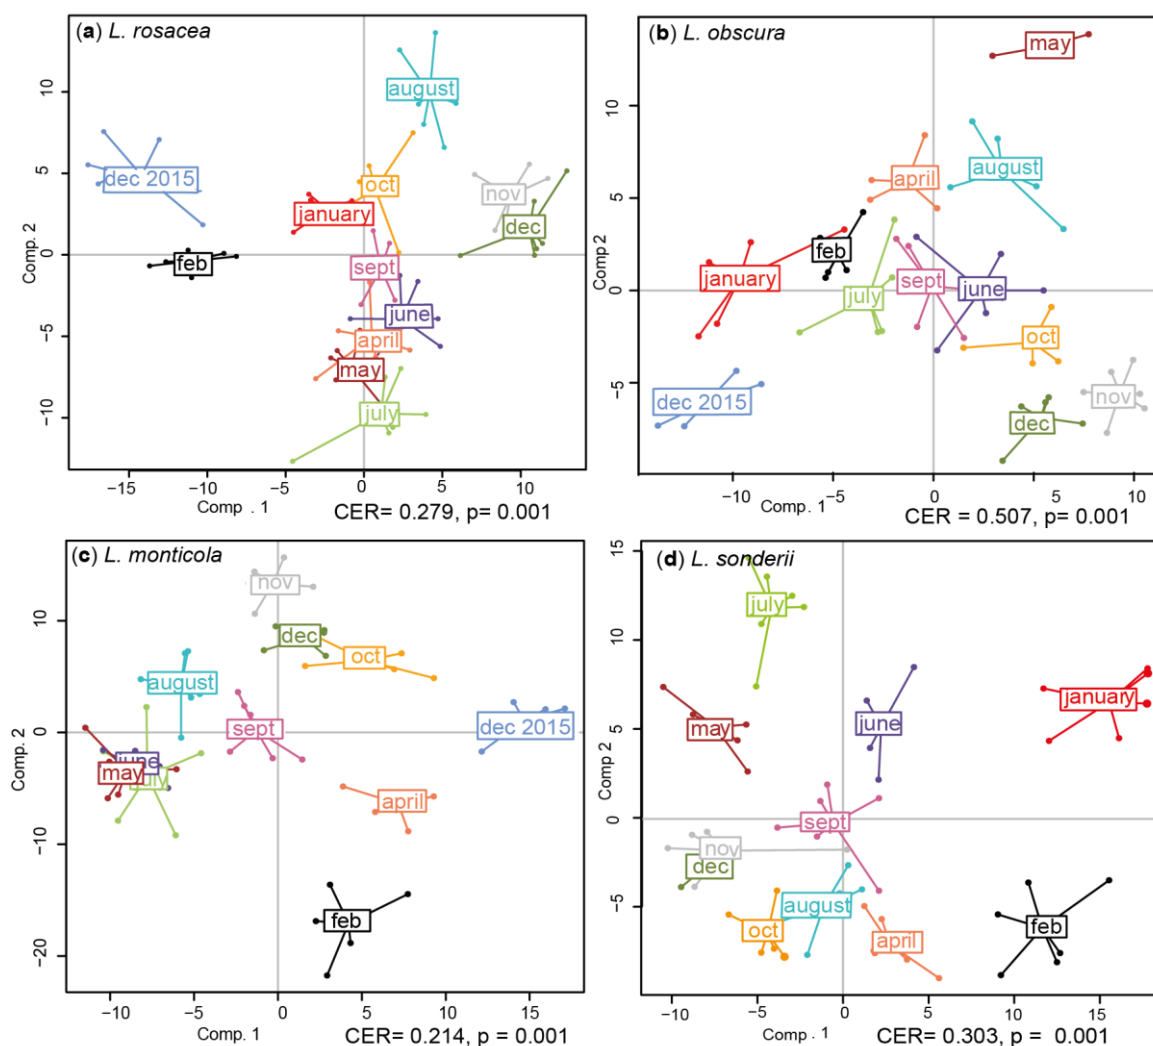 (a) L. rosacea
august
dec 2015
oct
nov
january
dec
feb
sept
june
april
may
july
10
5
0
−5
−10
Comp. 2
−15
−10
−5
0
5
10
Comp . 1
CER= 0.279, p= 0.001
(b) L. obscura
may
august
april
feb
january
sept
july
june
oct
dec 2015
nov
dec
10
5
0
−5
Comp. 2
−10
−5
0
5
10
Comp . 1
CER = 0.507, p= 0.001
(c) L. monticola
nov
dec
oct
august
sept
dec 2015
june
may
july
april
feb
10
0
−10
−20
Comp. 2
−10
−5
0
5
10
15
Comp. 1
CER= 0.214, p = 0.001
(d) L. sonderii
july
january
may
june
sept
nov
dec
august
oct
april
feb
15
10
5
0
−5
Comp 2
−10
−5
0
5
10
15
Comp . 1
CER= 0.303, p = 0.001